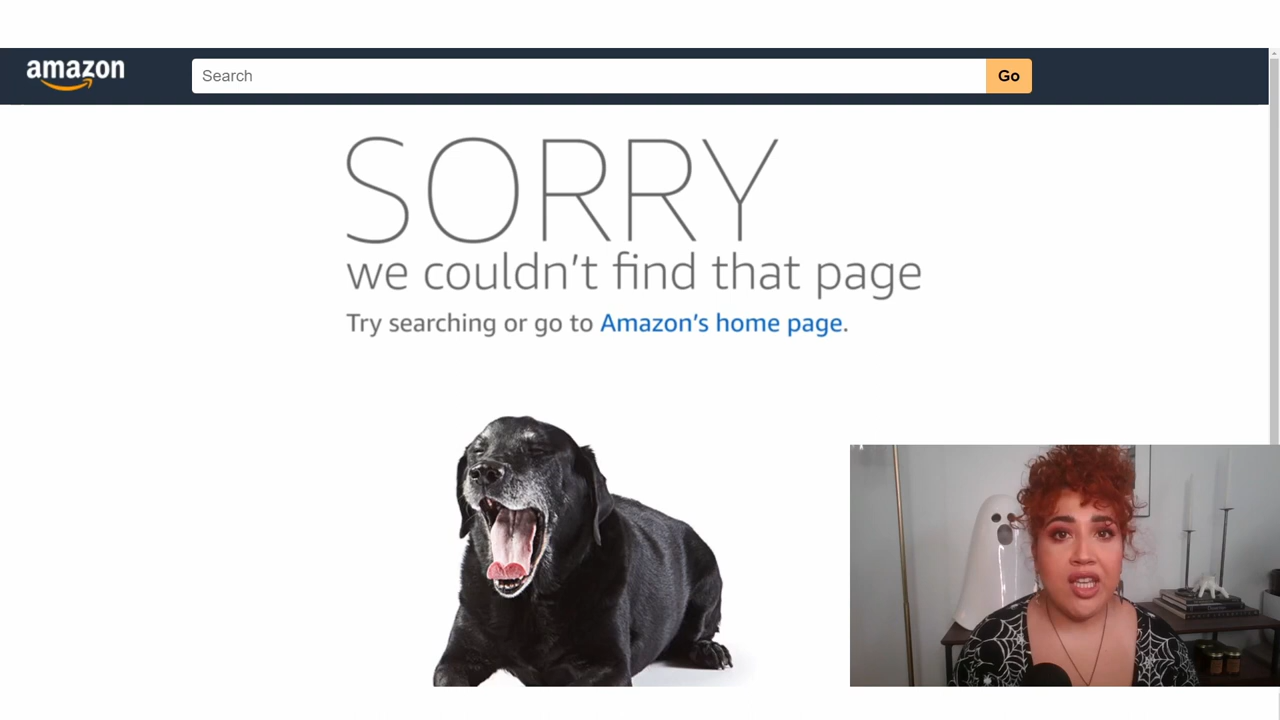 amazon
Search
Go
SORRY
we couldn't find that page
Try searching or go to Amazon's home page.